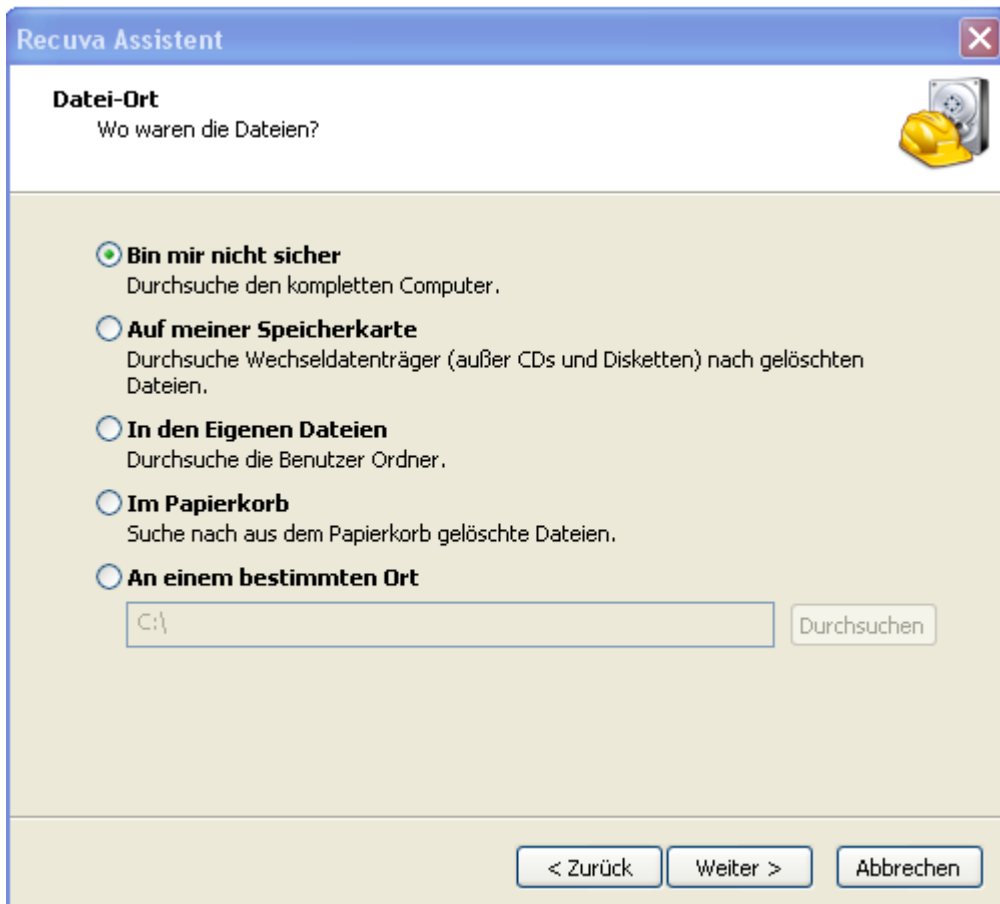 Recuva Assistent
Datei-Ort
Wo waren die Dateien?
Bin mir nicht sicher
Durchsuche den kompletten Computer.
Auf meiner Speicherkarte
Durchsuche Wechseldatenträger (außer CDs und Disketten) nach gelöschten
Dateien.
In den Eigenen Dateien
Durchsuche die Benutzer Ordner.
Im Papierkorb
Suche nach aus dem Papierkorb gelöschte Dateien.
An einem bestimmten Ort
C:\
Durchsuchen
< Zurück
Weiter >
Abbrechen